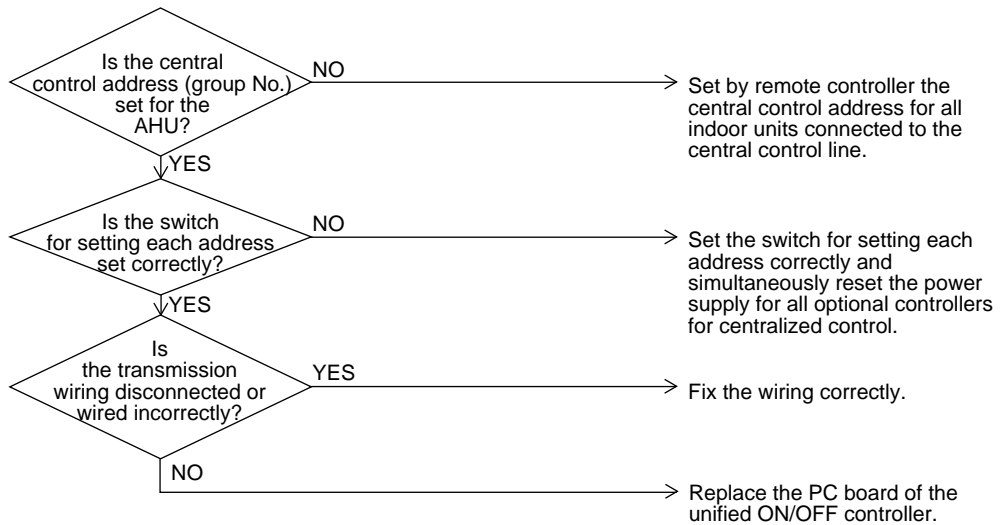 Is the central
control address (group No.)
set for the
AHU?
NO
Set by remote controller the
central control address for all
indoor units connected to the
central control line.
YES
Is the switch
for setting each address
set correctly?
NO
Set the switch for setting each
address correctly and
simultaneously reset the power
supply for all optional controllers
for centralized control.
YES
Is
the transmission
wiring disconnected or
wired incorrectly?
YES
Fix the wiring correctly.
NO
Replace the PC board of the
unified ON/OFF controller.